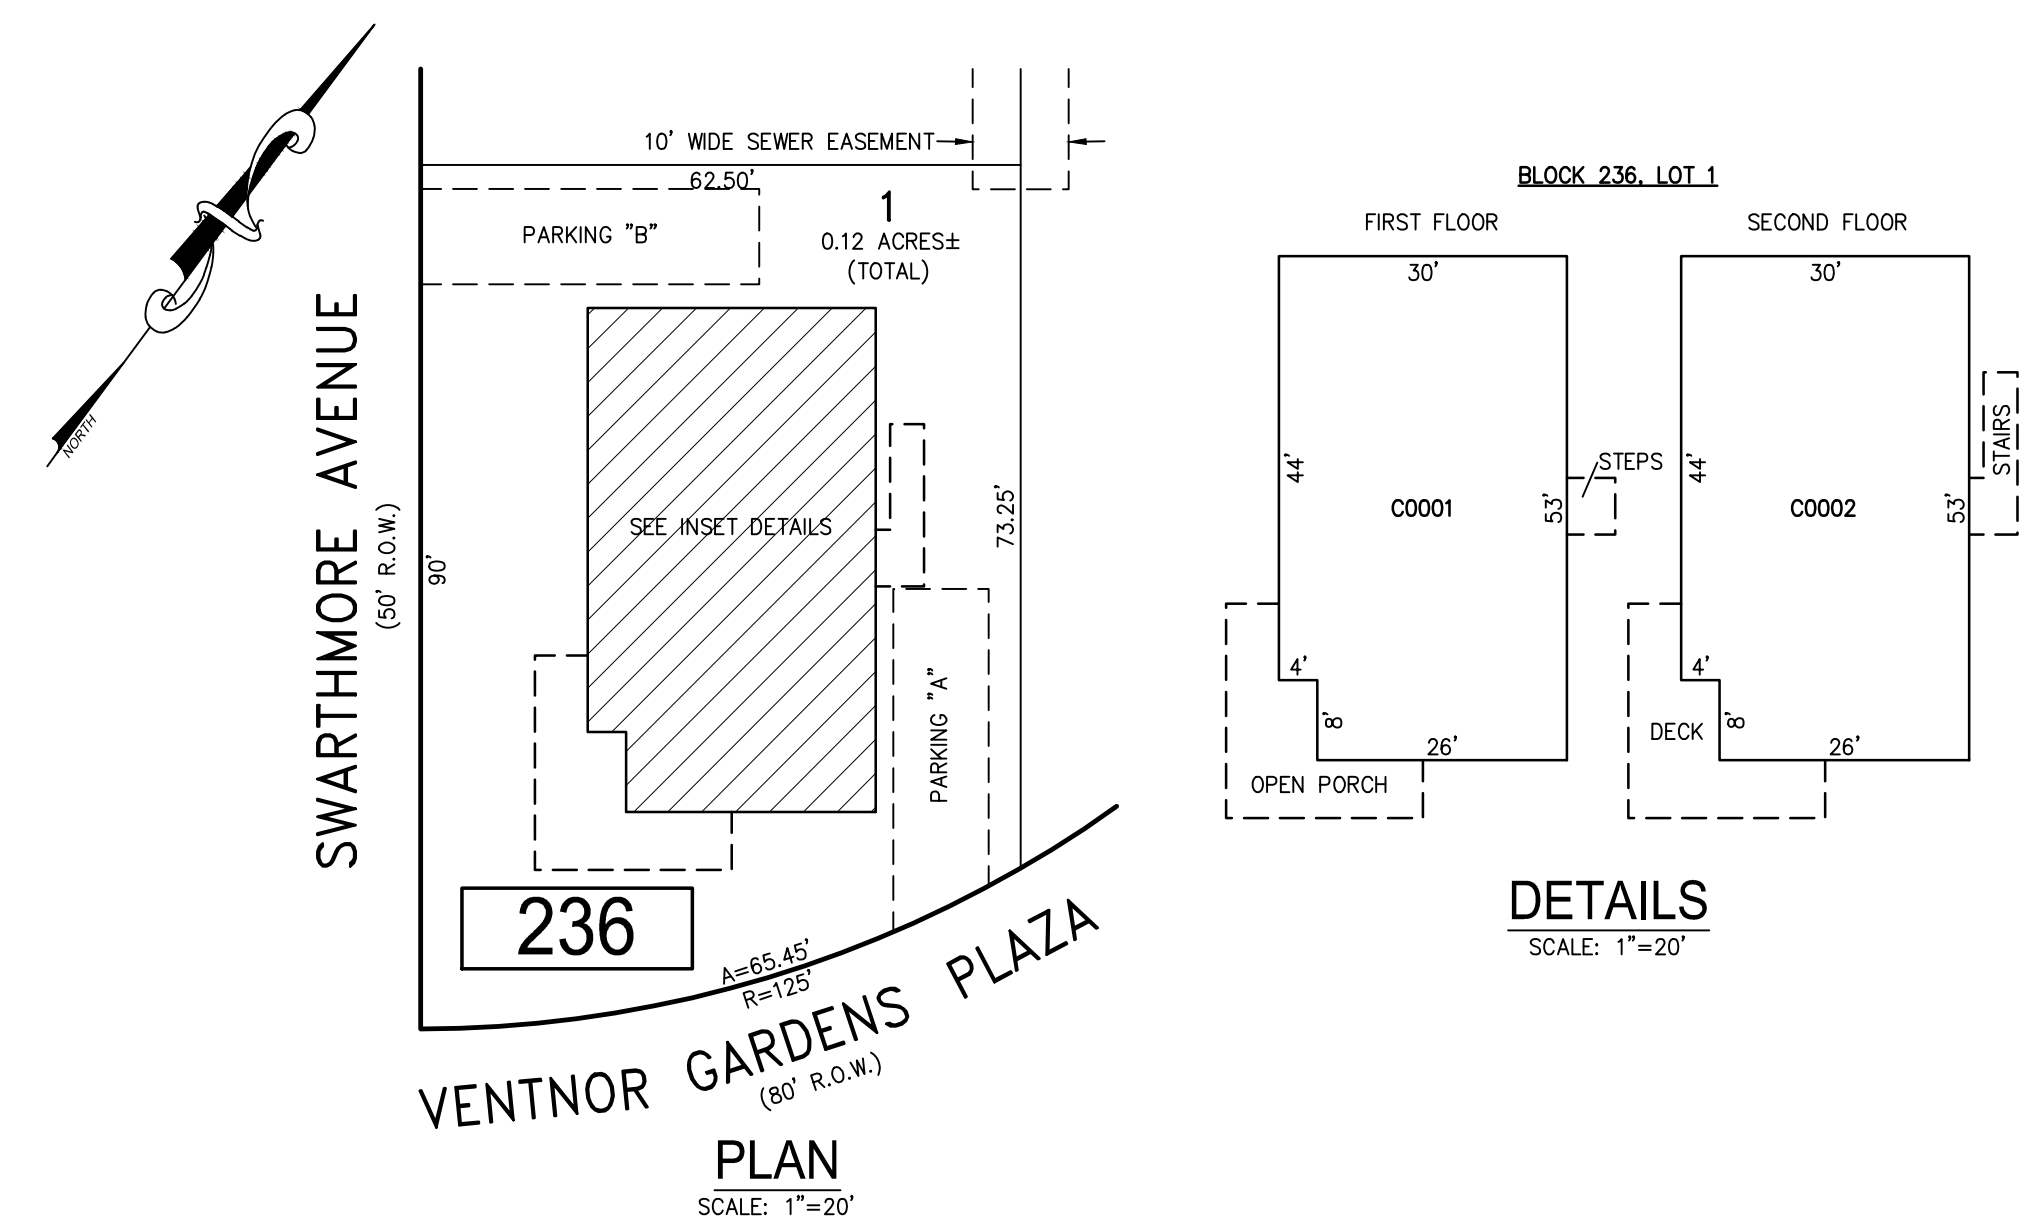 NORTH
10' WIDE SEWER EASEMENT
62.50'
PARKING "B"
1
0.12 ACRES±
(TOTAL)
SWARTHMORE AVENUE
(50' R.O.W.)
90'
SEE INSET DETAILS
73.25'
PARKING "A"
236
A=65.45'
R=125'
VENTNOR GARDENS PLAZA
(80' R.O.W.)
PLAN
SCALE: 1"=20'
BLOCK 236, LOT 1
FIRST FLOOR
30'
44'
C0001
53'
STEPS
4'
8'
26'
OPEN PORCH
SECOND FLOOR
30'
44'
C0002
53'
STAIRS
4'
8'
26'
DECK
DETAILS
SCALE: 1"=20'